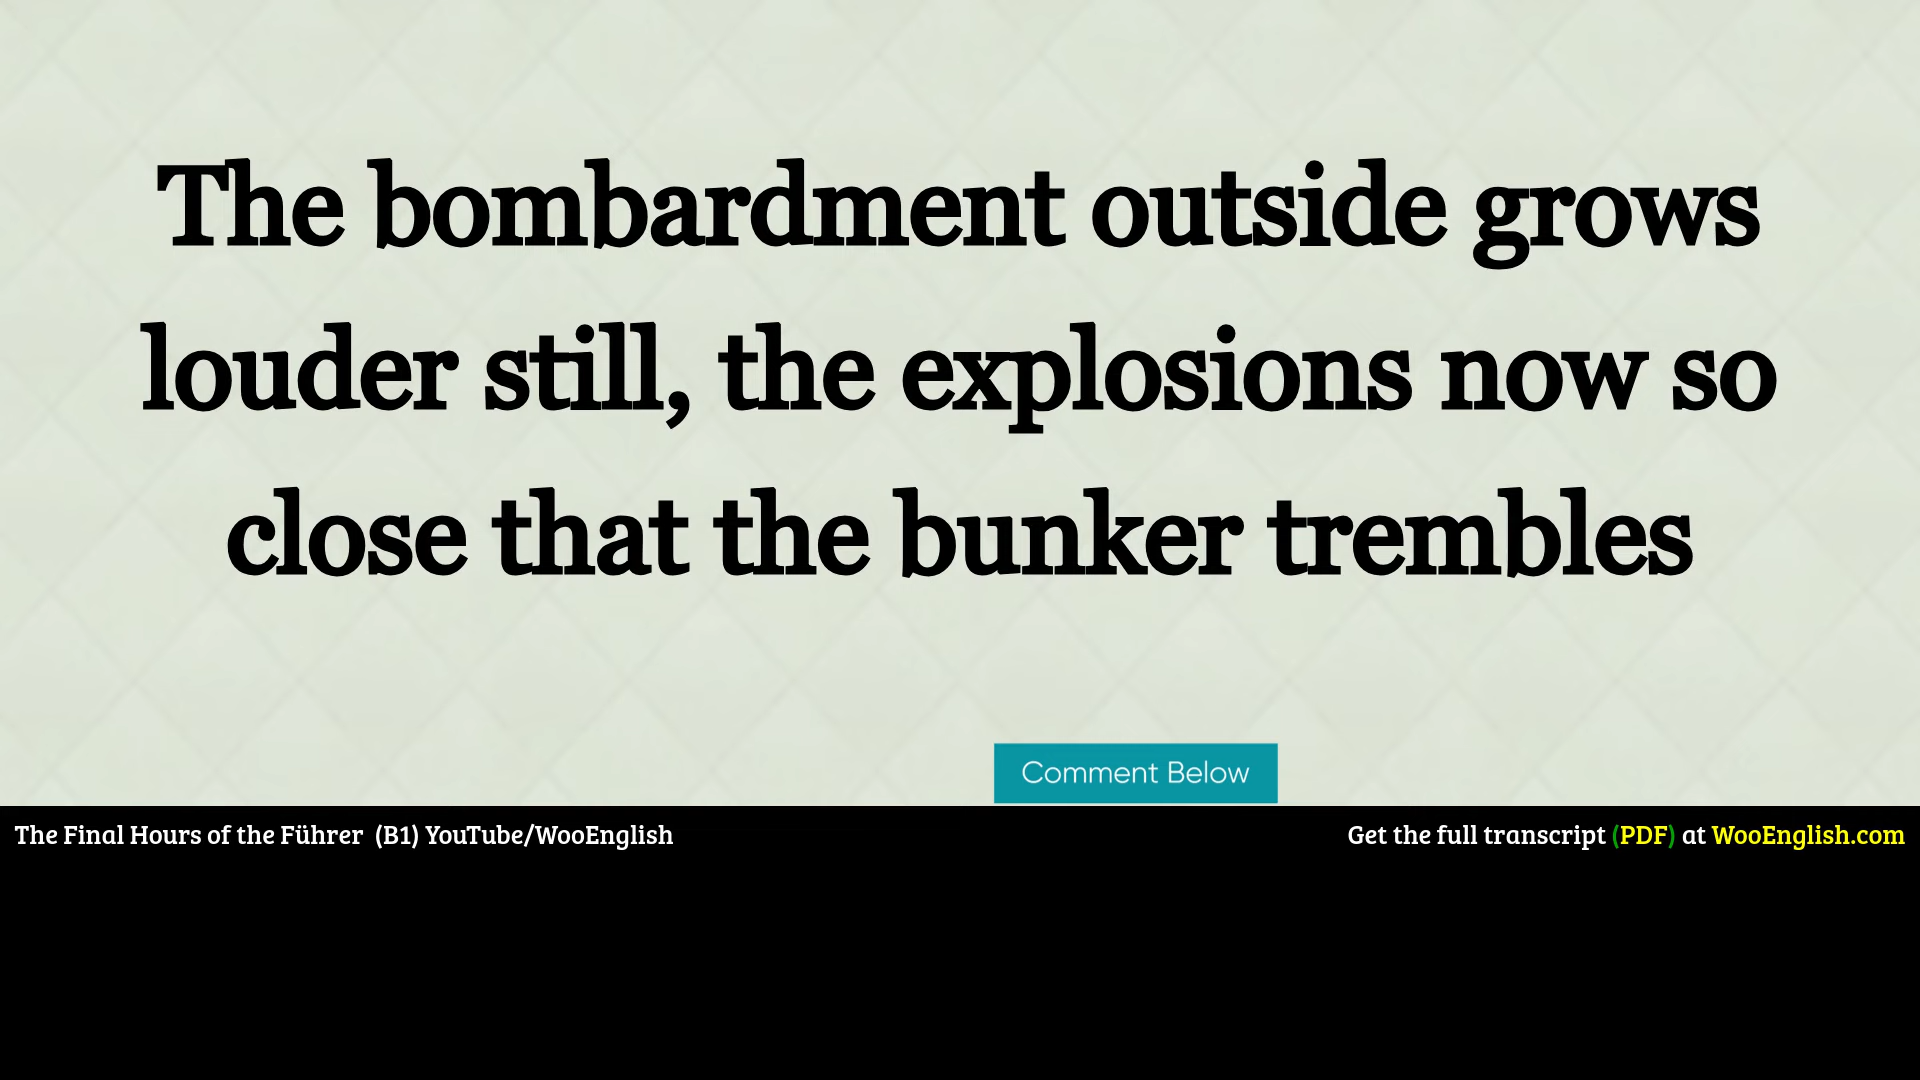 The bombardment outside grows
louder still, the explosions now so
close that the bunker trembles
Comment Below
The Final Hours of the Führer (B1) YouTube/WooEnglish
Get the full transcript (PDF) at WooEnglish.com